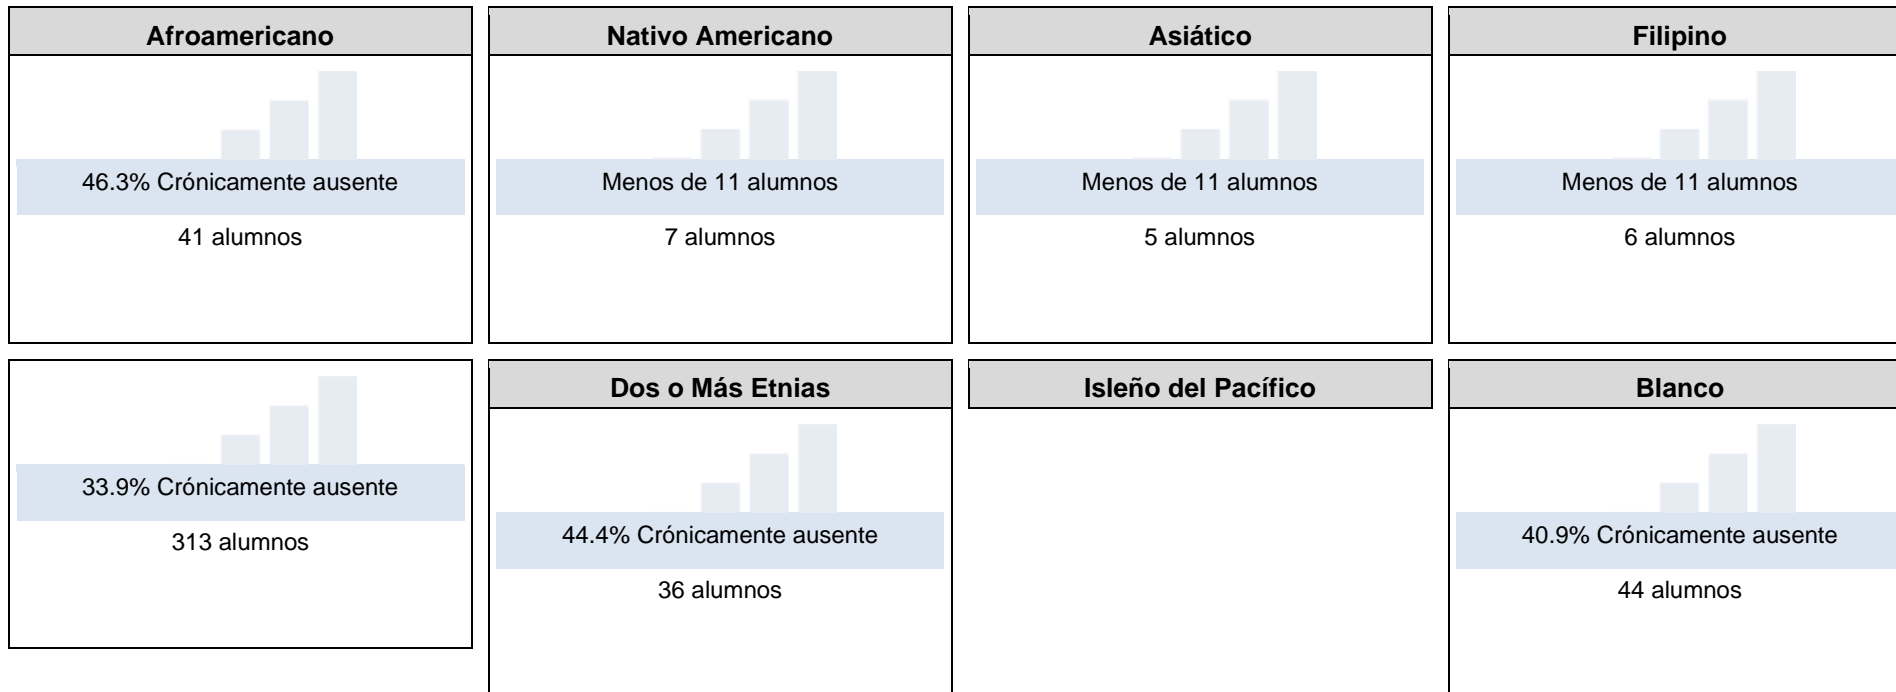 Afroamericano
46.3% Crónicamente ausente
41 alumnos
Nativo Americano
Menos de 11 alumnos
7 alumnos
Asiático
Menos de 11 alumnos
5 alumnos
Filipino
Menos de 11 alumnos
6 alumnos
33.9% Crónicamente ausente
313 alumnos
Dos o Más Etnias
44.4% Crónicamente ausente
36 alumnos
Isleño del Pacífico
Blanco
40.9% Crónicamente ausente
44 alumnos